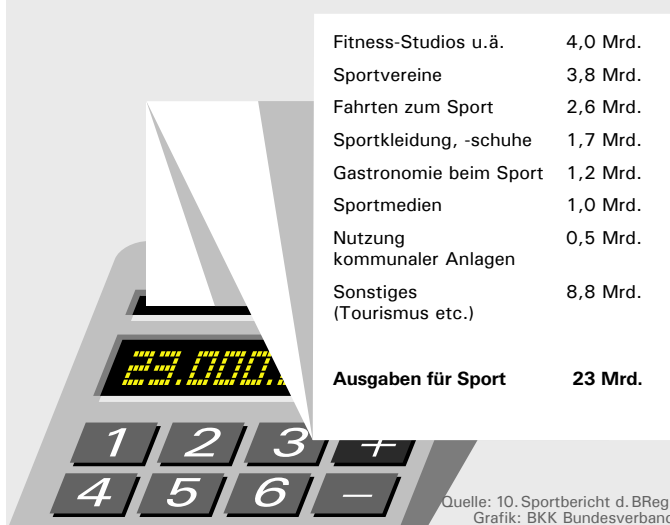 Fitness-Studios u.ä. 4,0 Mrd.
Sportvereine 3,8 Mrd.
Fahrten zum Sport 2,6 Mrd.
Sportkleidung, -schuhe 1,7 Mrd.
Gastronomie beim Sport 1,2 Mrd.
Sportmedien 1,0 Mrd.
Nutzung 0,5 Mrd.
kommunaler Anlagen
Sonstiges 8,8 Mrd.
(Tourismus etc.)
Ausgaben für Sport 23 Mrd.
23.000.
1 2 3 +
4 5 6 –
Quelle: 10. Sportbericht d. BReg
Grafik: BKK Bundesverband